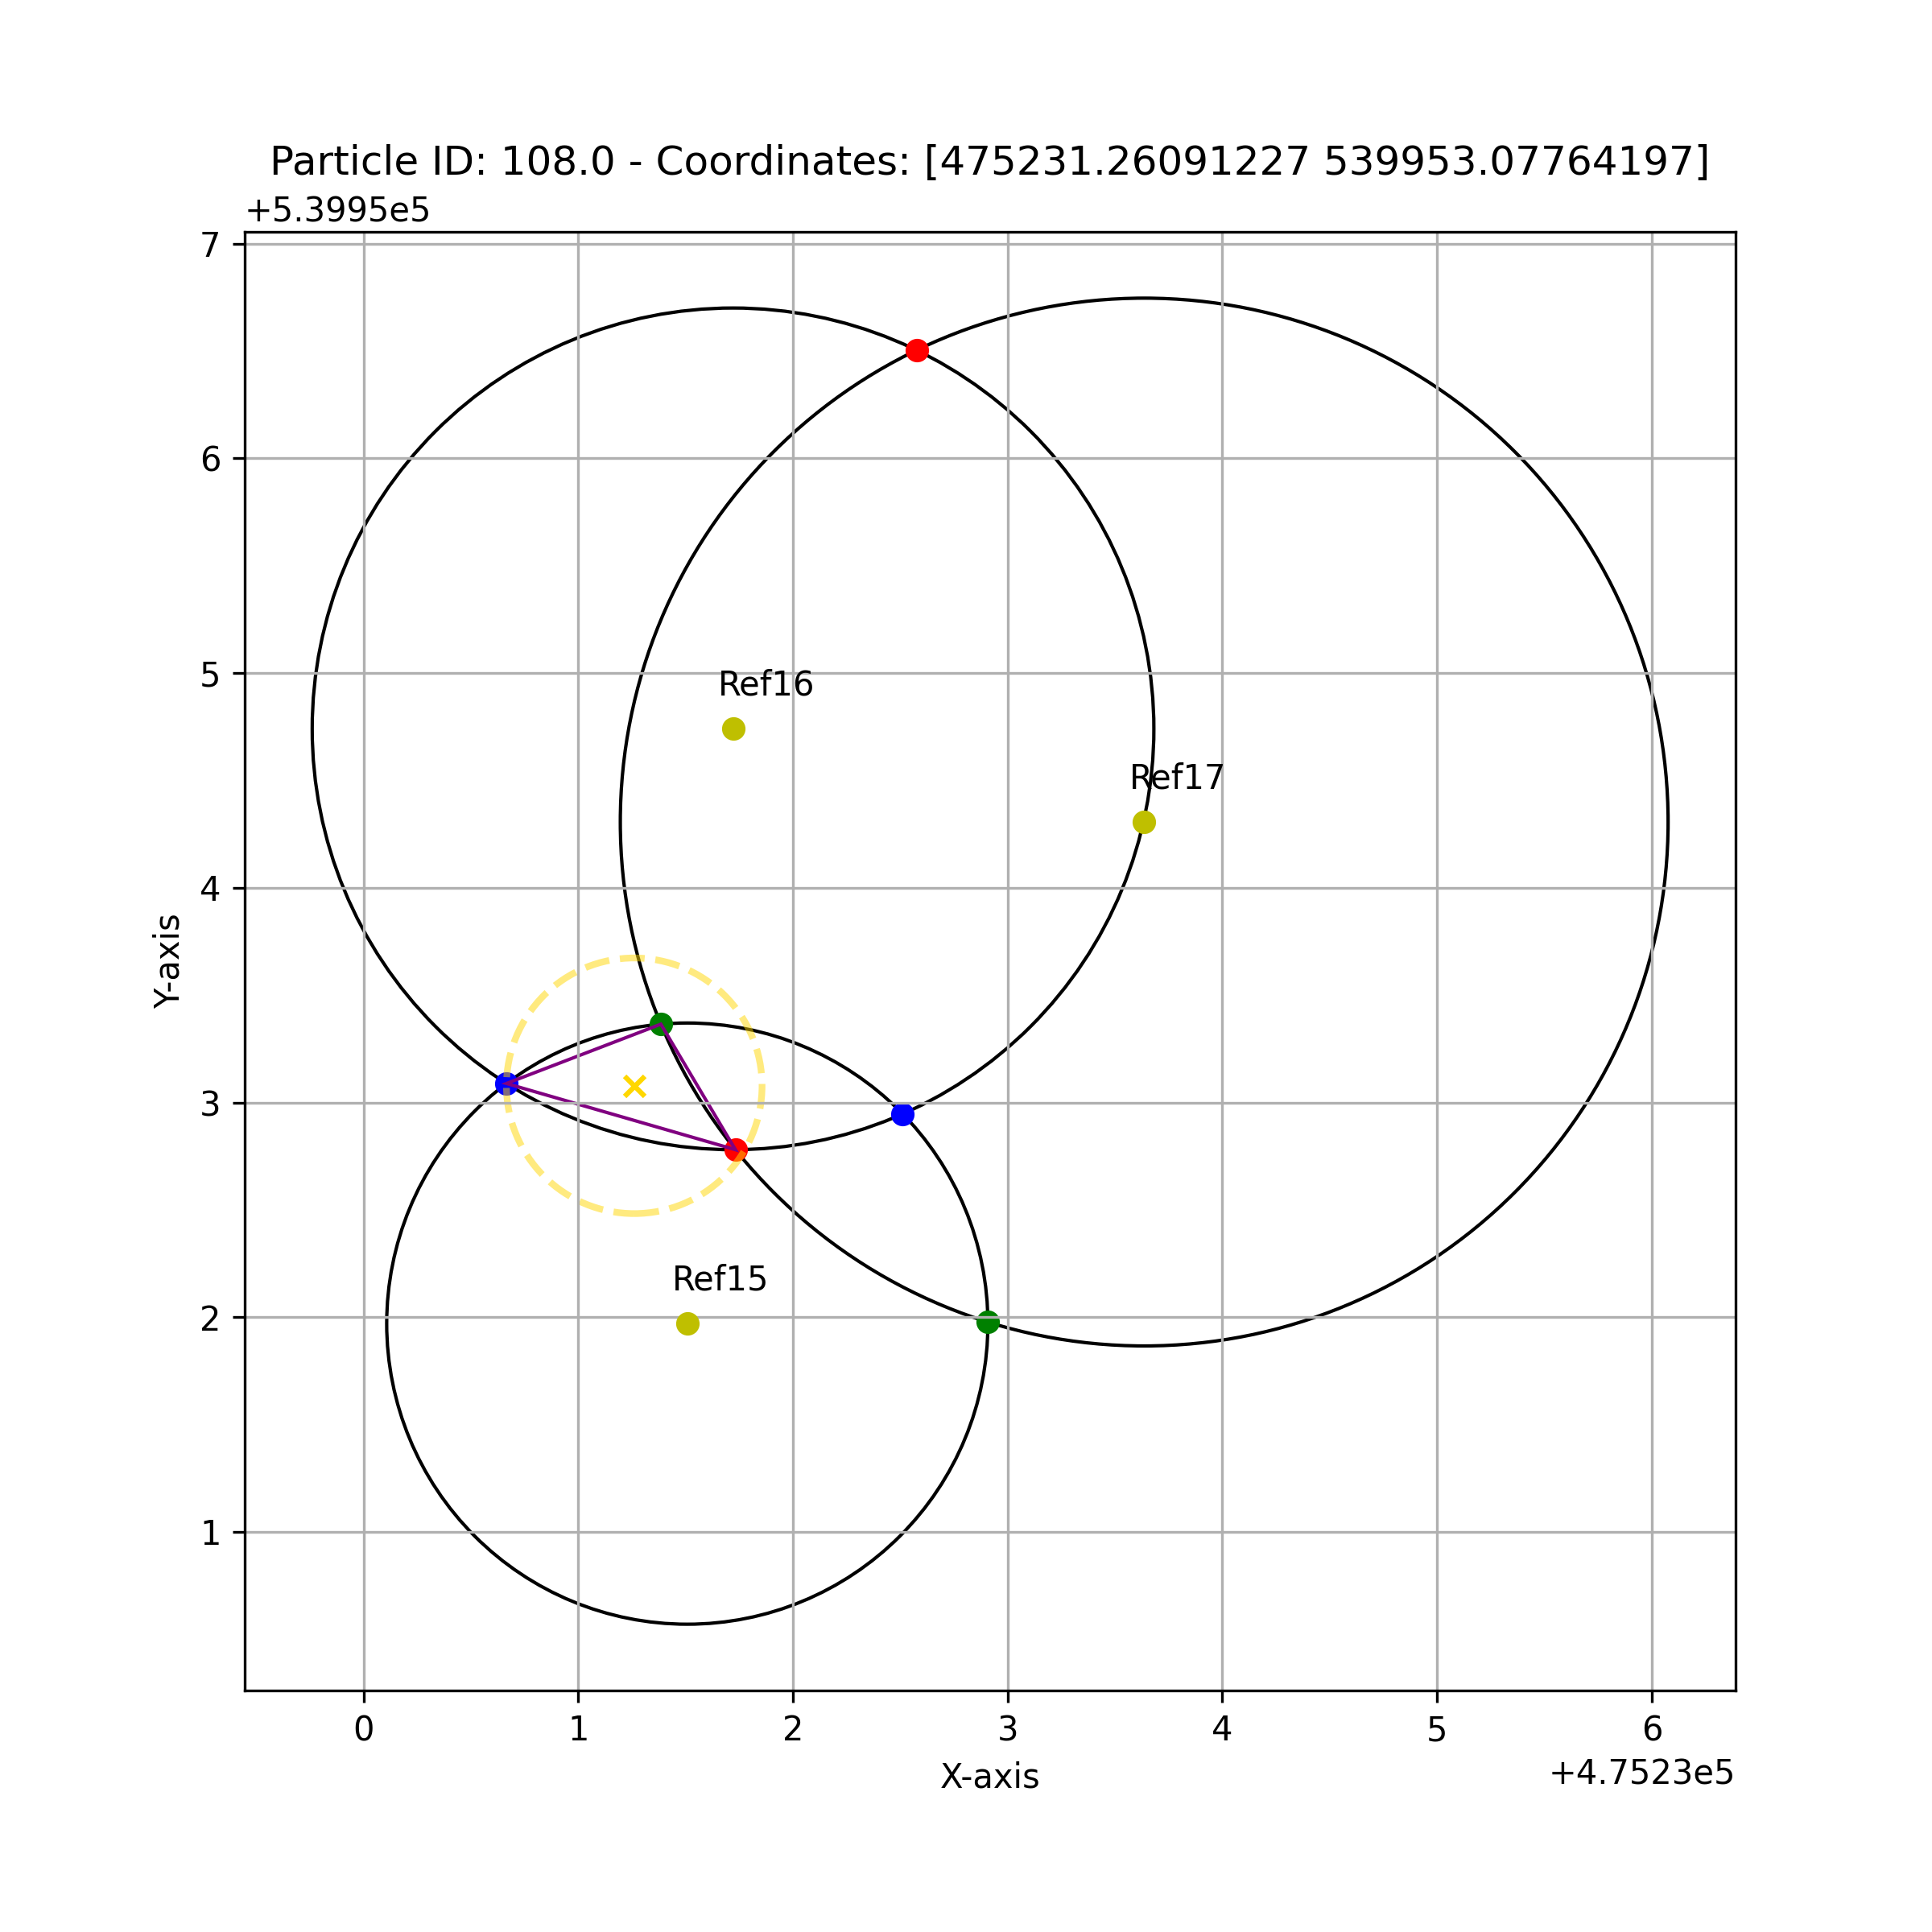 Particle ID: 108.0 - Coordinates: [475231.26091227 539953.07764197]
+5.3995e5
7
6
5
4
3
2
1
Y-axis
Ref16
Ref17
Ref15
0 1 2 3 4 5 6
X-axis
+4.7523e5